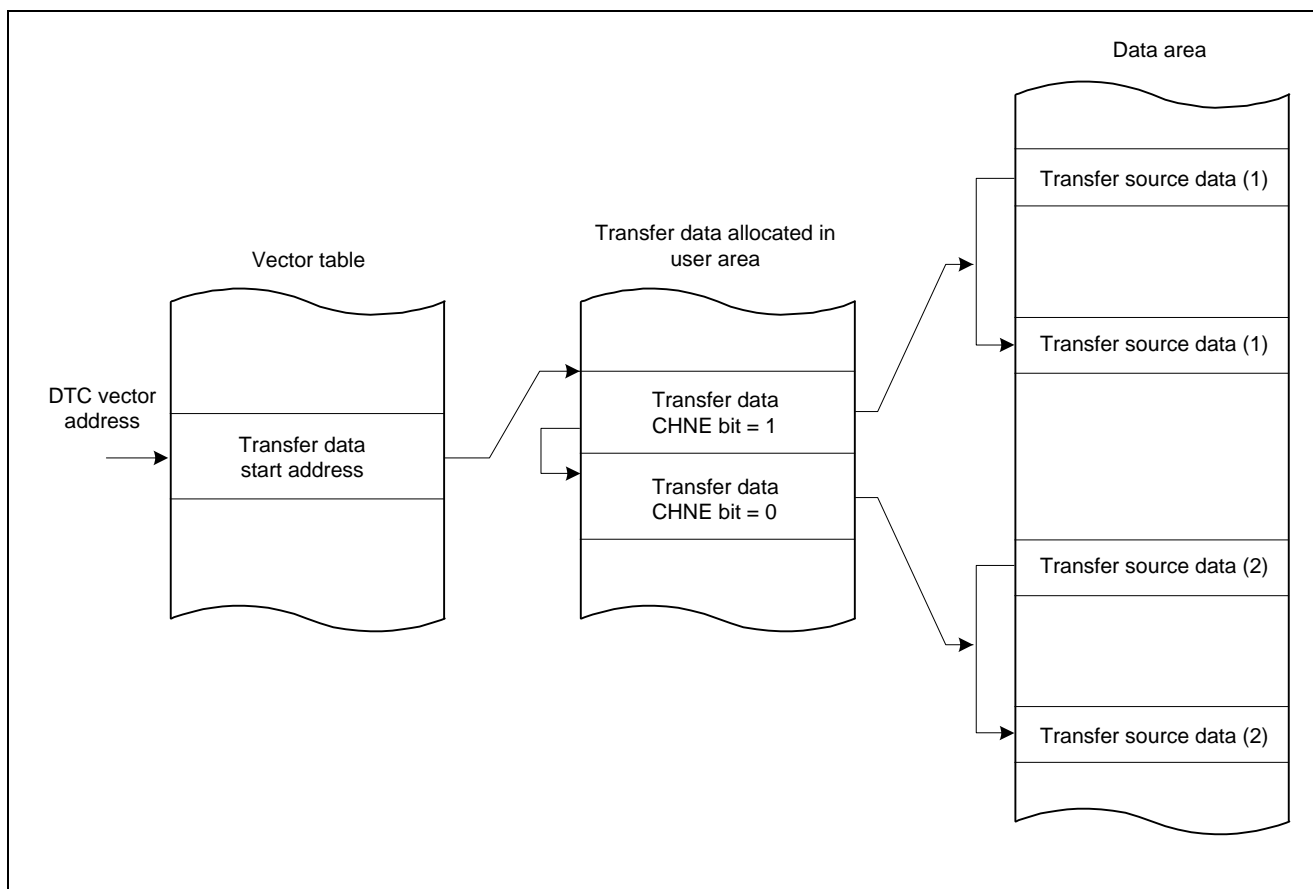 Data area
Transfer source data (1)
Transfer data allocated in
user area
Vector table
Transfer source data (1)
DTC vector
address
Transfer data
CHNE bit = 1
Transfer data
start address
Transfer data
CHNE bit = 0
Transfer source data (2)
Transfer source data (2)